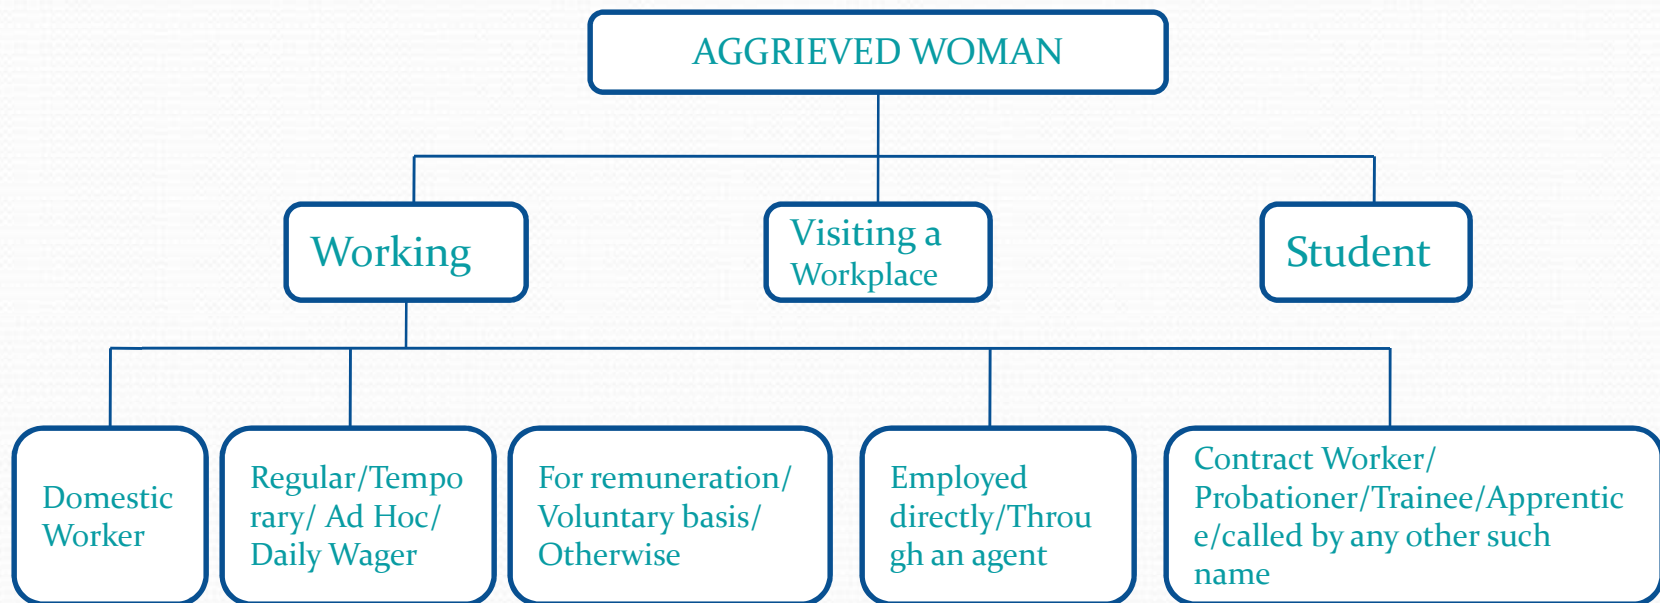 AGGRIEVED WOMAN
Working
Visiting a
Workplace
Student
Domestic
Worker
Regular/Tempo
rary/ Ad Hoc/
Daily Wager
For remuneration/
Voluntary basis/
Otherwise
Employed
directly/Throu
gh an agent
Contract Worker/
Probationer/Trainee/Apprentic
e/called by any other such
name